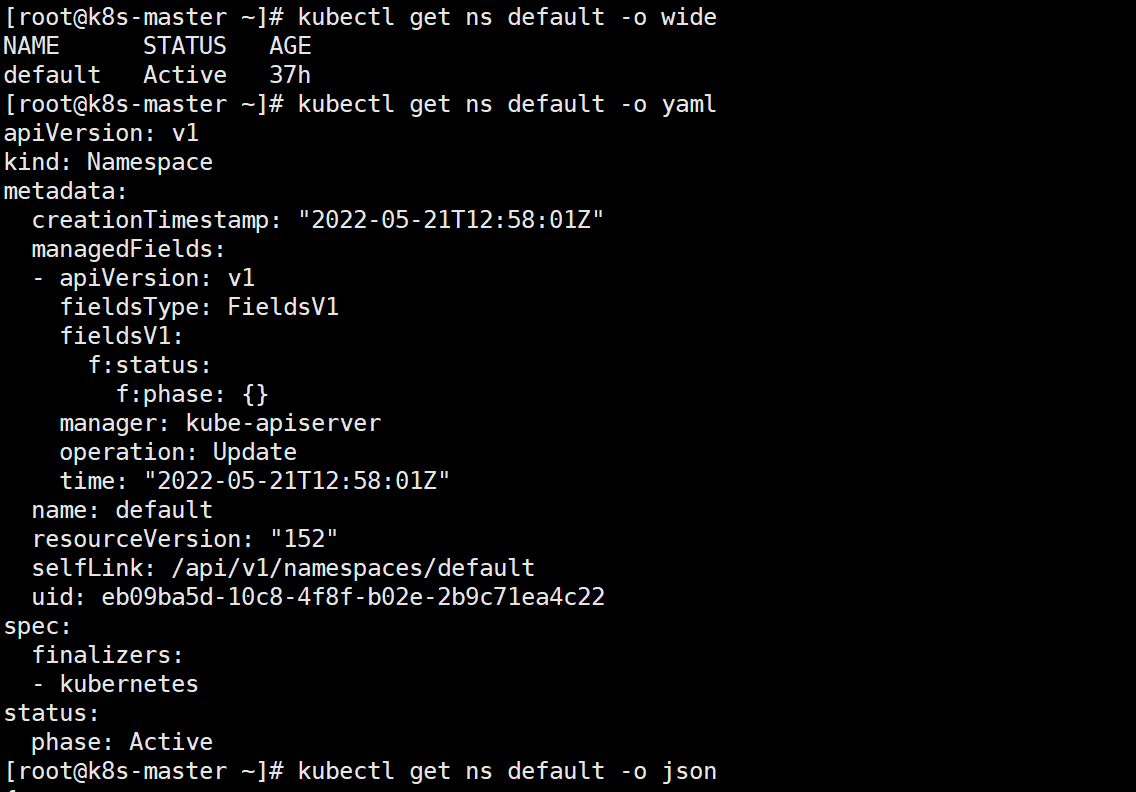 [root@k8s-master ~]# kubectl get ns default -o wide
NAME      STATUS   AGE
default   Active   37h
[root@k8s-master ~]# kubectl get ns default -o yaml
apiVersion: v1
kind: Namespace
metadata:
  creationTimestamp: "2022-05-21T12:58:01Z"
  managedFields:
  - apiVersion: v1
    fieldsType: FieldsV1
    fieldsV1:
      f:status:
        f:phase: {}
    manager: kube-apiserver
    operation: Update
    time: "2022-05-21T12:58:01Z"
  name: default
  resourceVersion: "152"
  selfLink: /api/v1/namespaces/default
  uid: eb09ba5d-10c8-4f8f-b02e-2b9c71ea4c22
spec:
  finalizers:
  - kubernetes
status:
  phase: Active
[root@k8s-master ~]# kubectl get ns default -o json